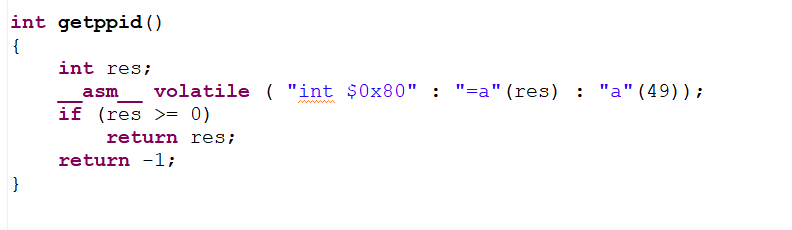 int getppid()
{
    int res;
    __asm__ volatile ( "int $0x80" : "=a"(res) : "a"(49));
    if (res >= 0)
        return res;
    return -1;
}